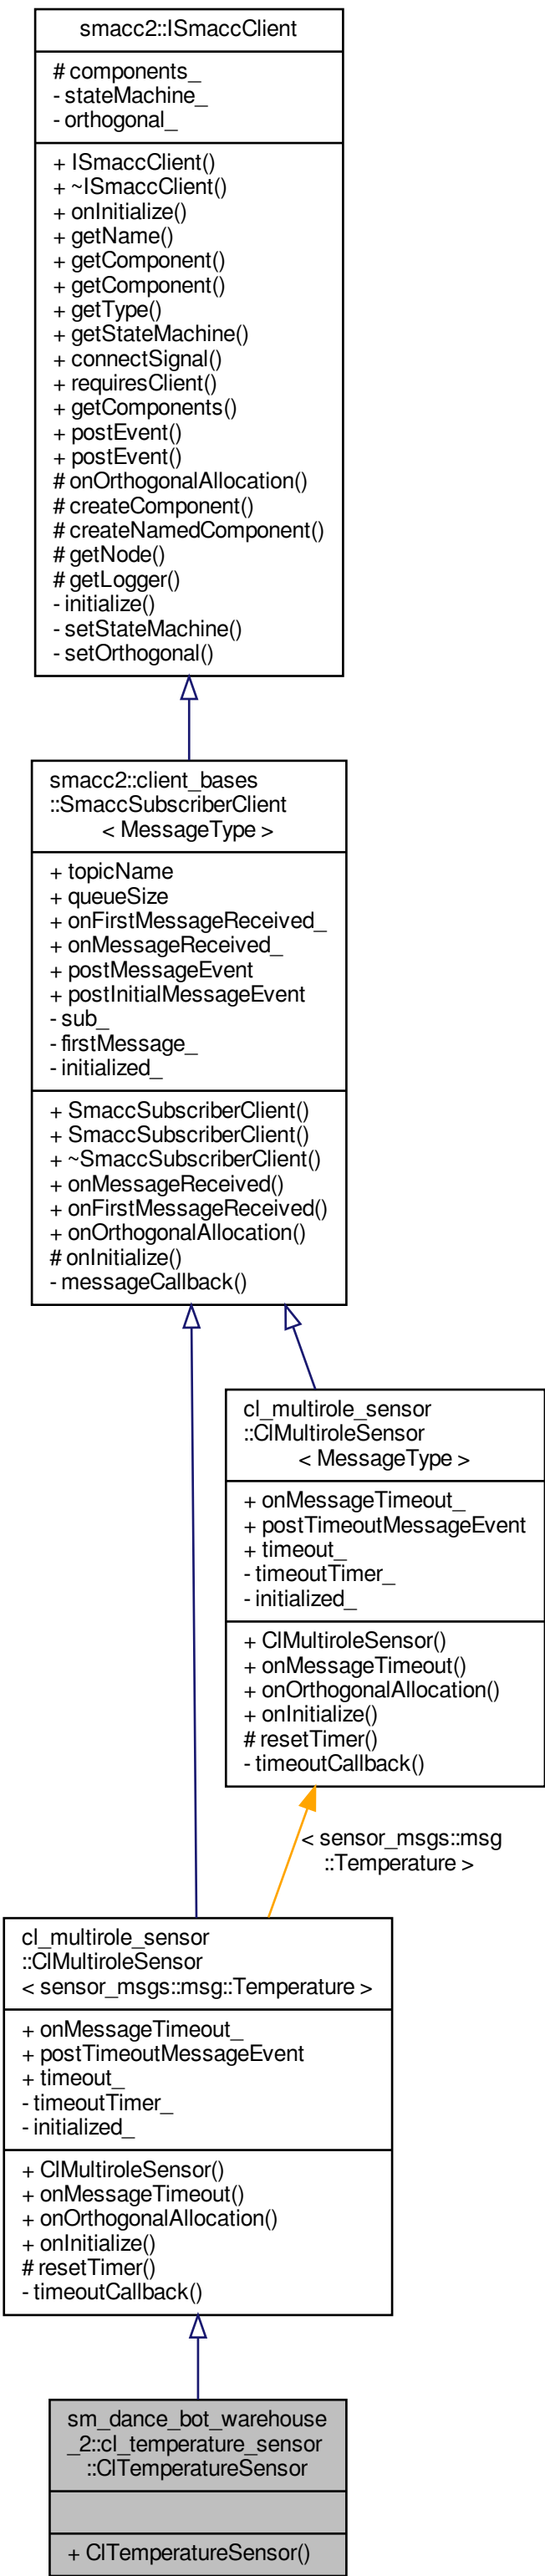 smacc2::ISmaccClient
# components_
- stateMachine_
- orthogonal_
+ ISmaccClient()
+ ~ISmaccClient()
+ onInitialize()
+ getName()
+ getComponent()
+ getComponent()
+ getType()
+ getStateMachine()
+ connectSignal()
+ requiresClient()
+ getComponents()
+ postEvent()
+ postEvent()
# onOrthogonalAllocation()
# createComponent()
# createNamedComponent()
# getNode()
# getLogger()
- initialize()
- setStateMachine()
- setOrthogonal()
smacc2::client_bases
::SmaccSubscriberClient
< MessageType >
+ topicName
+ queueSize
+ onFirstMessageReceived_
+ onMessageReceived_
+ postMessageEvent
+ postInitialMessageEvent
- sub_
- firstMessage_
- initialized_
+ SmaccSubscriberClient()
+ SmaccSubscriberClient()
+ ~SmaccSubscriberClient()
+ onMessageReceived()
+ onFirstMessageReceived()
+ onOrthogonalAllocation()
# onInitialize()
- messageCallback()
cl_multirole_sensor
::ClMultiroleSensor
< MessageType >
+ onMessageTimeout_
+ postTimeoutMessageEvent
+ timeout_
- timeoutTimer_
- initialized_
+ ClMultiroleSensor()
+ onMessageTimeout()
+ onOrthogonalAllocation()
+ onInitialize()
# resetTimer()
- timeoutCallback()
< sensor_msgs::msg
::Temperature >
cl_multirole_sensor
::ClMultiroleSensor
< sensor_msgs::msg::Temperature >
+ onMessageTimeout_
+ postTimeoutMessageEvent
+ timeout_
- timeoutTimer_
- initialized_
+ ClMultiroleSensor()
+ onMessageTimeout()
+ onOrthogonalAllocation()
+ onInitialize()
# resetTimer()
- timeoutCallback()
sm_dance_bot_warehouse
_2::cl_temperature_sensor
::ClTemperatureSensor
+ ClTemperatureSensor()